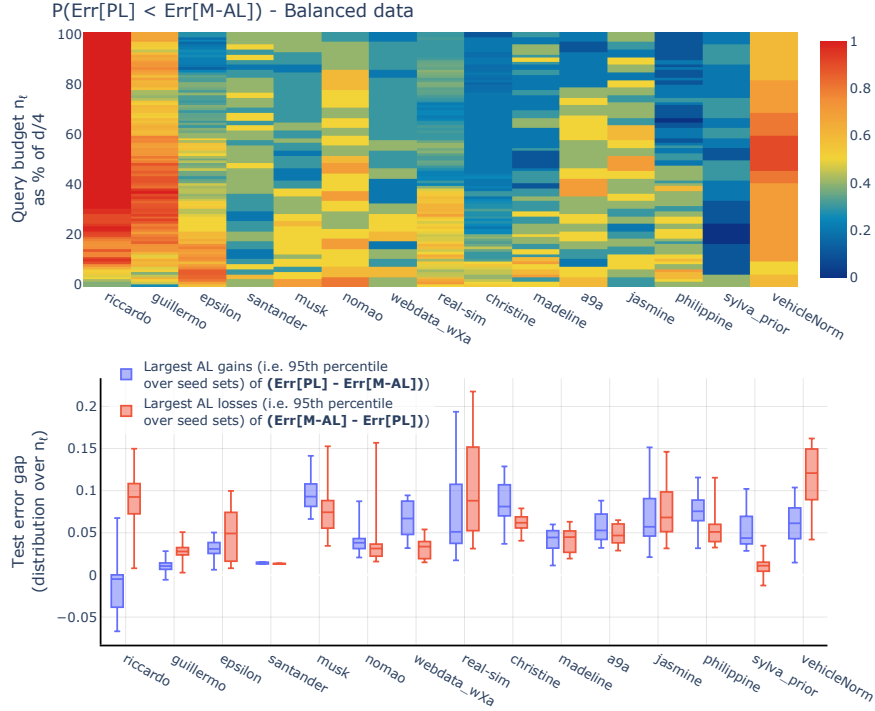 P(Err[PL] < Err[M-AL]) - Balanced data
Query budget nℓ
as % of d/4
100
80
60
40
20
0
1
0.8
0.6
0.4
0.2
0
riccardo
guillermo
epsilon
santander
musk
nomao
webdata_wXa
real-sim
christine
madeline
a9a
jasmine
philippine
sylva_prior
vehicleNorm
Largest AL gains (i.e. 95th percentile
over seed sets) of (Err[PL] - Err[M-AL]))
Largest AL losses (i.e. 95th percentile
over seed sets) of (Err[M-AL] - Err[PL]))
Test error gap
(distribution over nℓ)
0.2
0.15
0.1
0.05
0
−0.05
riccardo
guillermo
epsilon
santander
musk
nomao
webdata_wXa
real-sim
christine
madeline
a9a
jasmine
philippine
sylva_prior
vehicleNorm